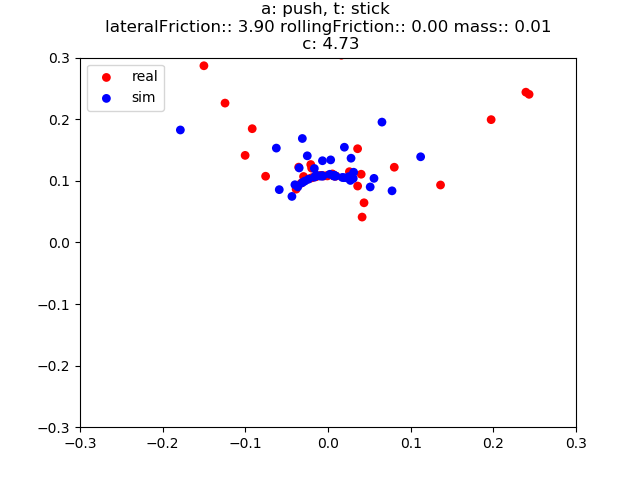 a: push, t: stick
lateralFriction:: 3.90 rollingFriction:: 0.00 mass:: 0.01
c: 4.73
real
sim
0.3
0.2
0.1
0.0
−0.1
−0.2
−0.3
−0.3
−0.2
−0.1
0.0
0.1
0.2
0.3